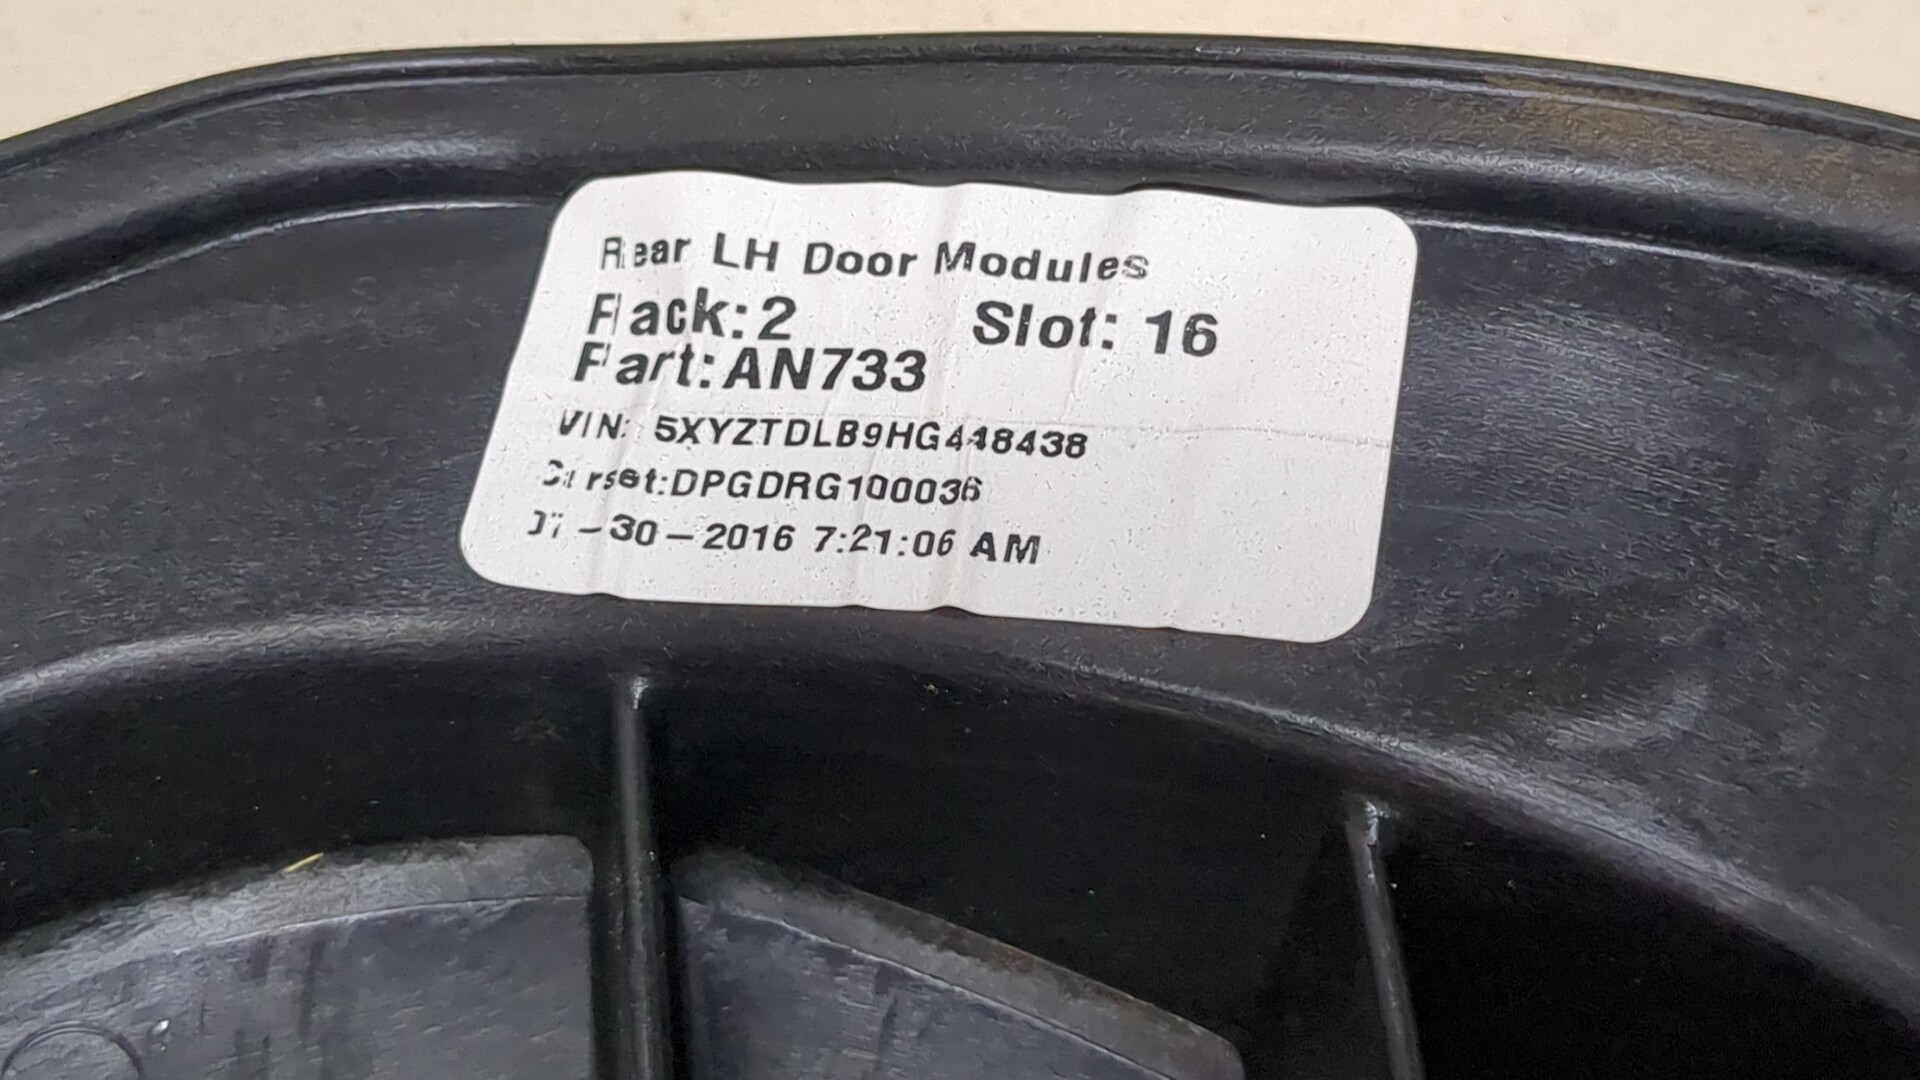 Rear LH Door Modules
Rack: 2 Slot: 16
Part: AN733
VIN: 5XYZTDLB9HG448438
DPGDRG100036
07-30-2016 7:21:06 AM